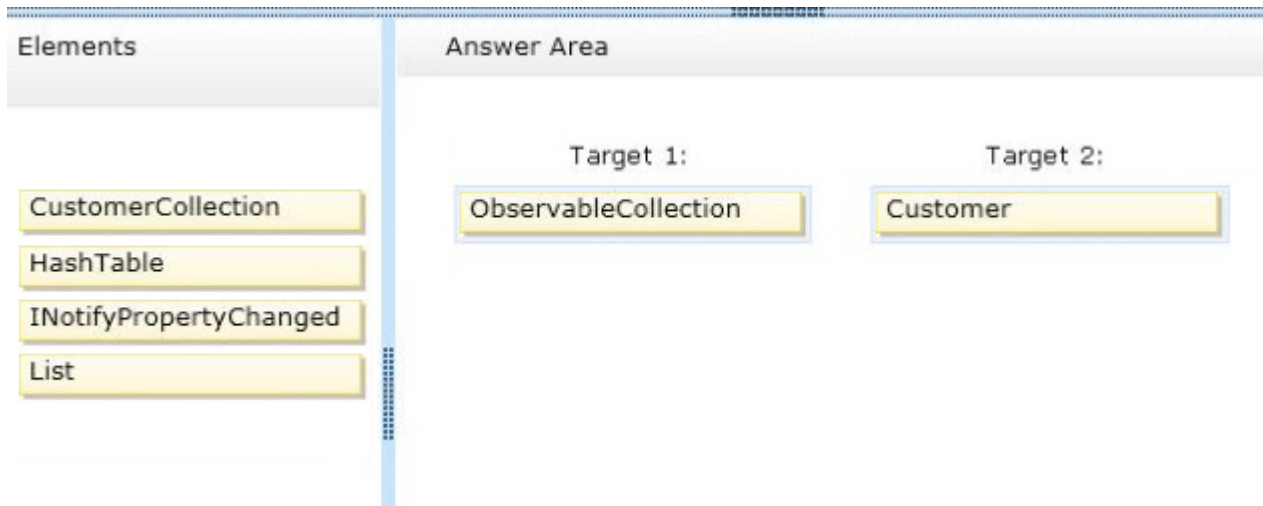 Elements
Answer Area
Target 1:
Target 2:
CustomerCollection
ObservableCollection
Customer
HashTable
INotifyPropertyChanged
List